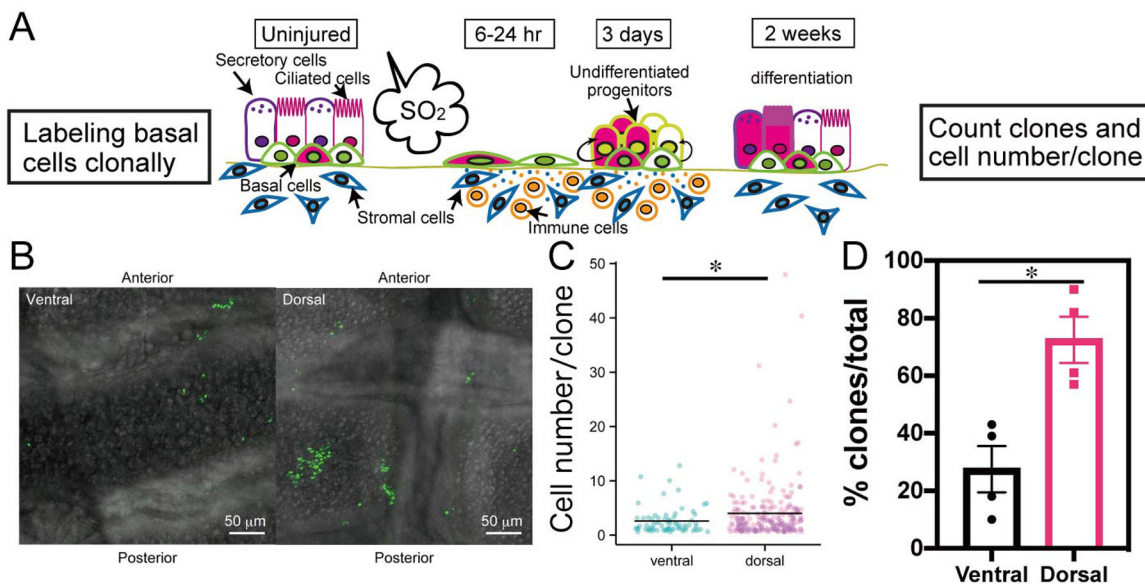 A
Uninjured
6-24 hr
3 days
2 weeks
Secretory cells
Ciliated cells
SO2
Undifferentiated
progenitors
differentiation
Labeling basal
cells clonally
Count clones and
cell number/clone
Basal cells
Stromal cells
Immune cells
B
Anterior
Anterior
Ventral
Dorsal
50 μm
50 μm
Posterior
Posterior
C
Cell number/clone
50
40
30
20
10
0
*
ventral
dorsal
D
% clones/total
100
80
60
40
20
0
*
Ventral
Dorsal